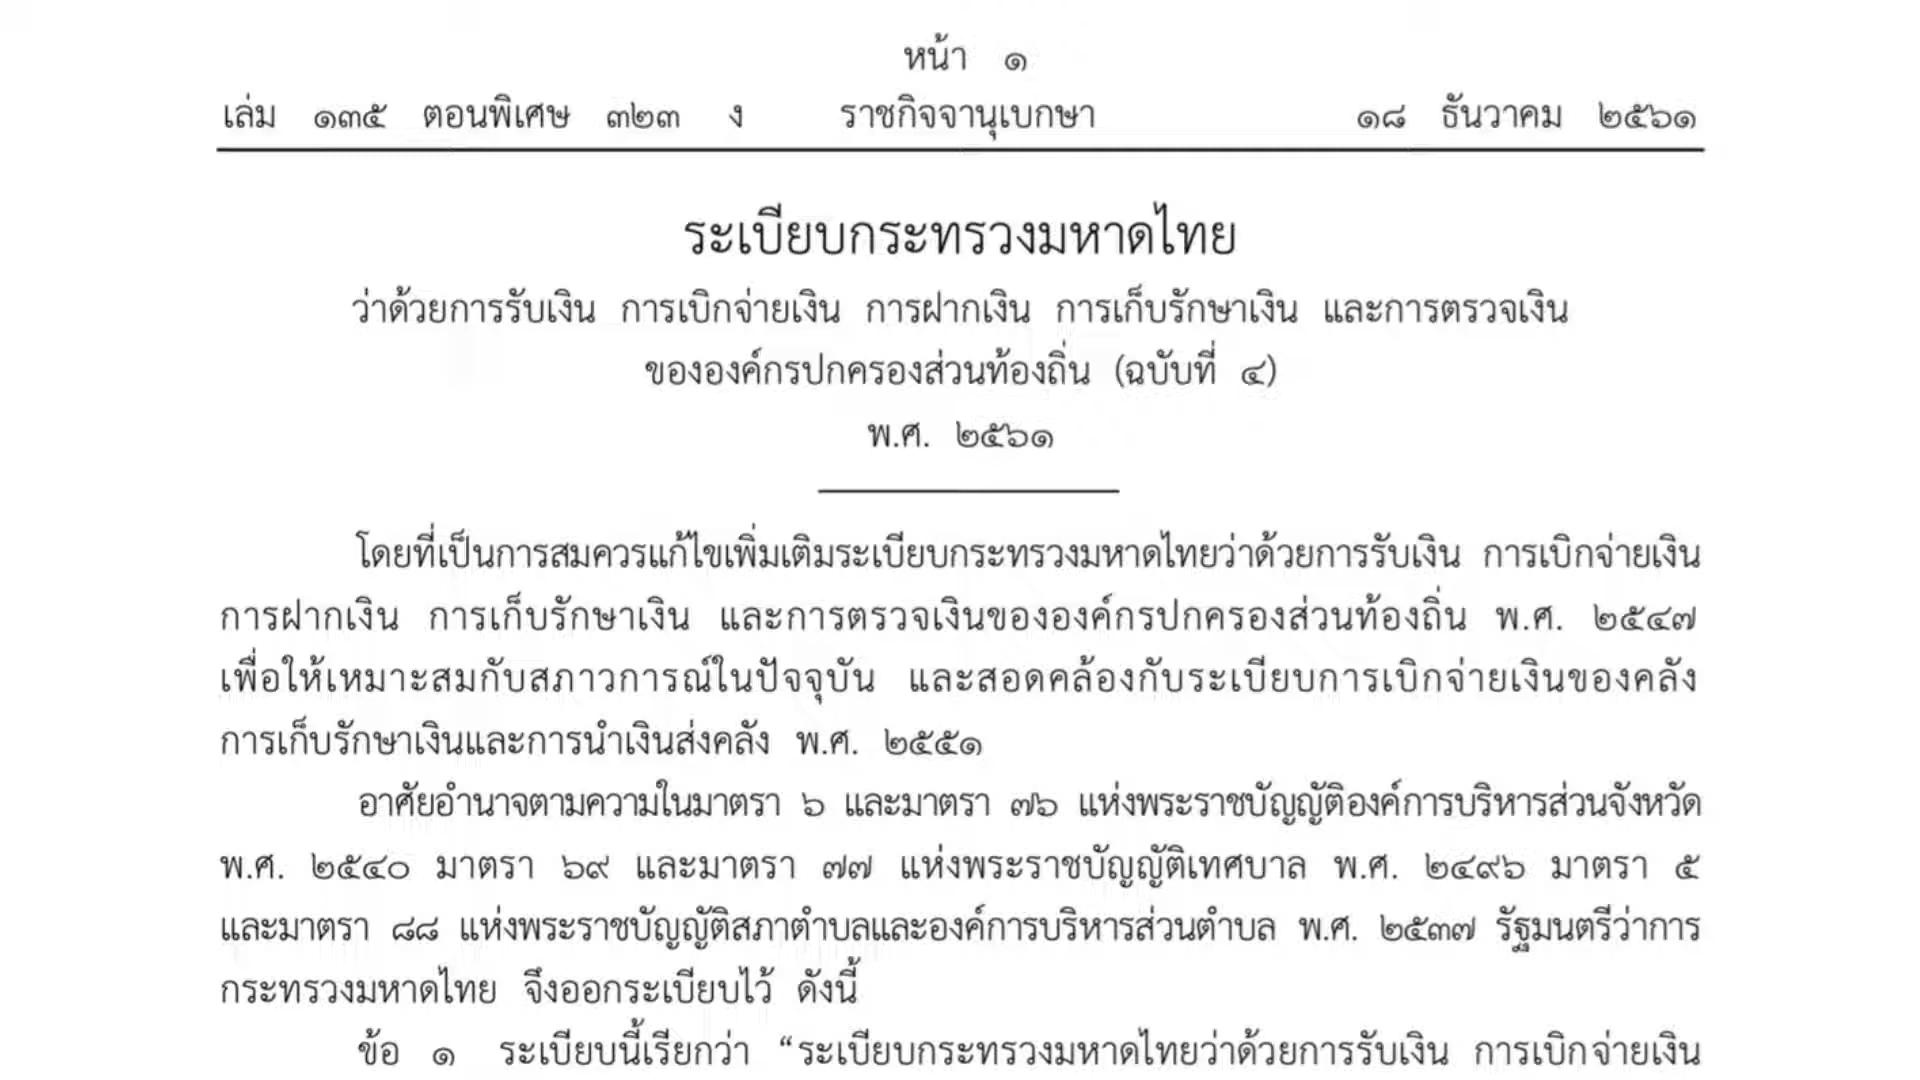 หน้า ๑
เล่ม ๑๓๕ ตอนพิเศษ ๓๒๓ ง ราชกิจจานุเบกษา ๑๘ ธันวาคม ๒๕๖๑
ระเบียบกระทรวงมหาดไทย
ว่าด้วยการรับเงิน การเบิกจ่ายเงิน การฝากเงิน การเก็บรักษาเงิน และการตรวจเงิน
ขององค์กรปกครองส่วนท้องถิ่น (ฉบับที่ ๔)
พ.ศ. ๒๕๖๑
โดยที่เป็นการสมควรแก้ไขเพิ่มเติมระเบียบกระทรวงมหาดไทยว่าด้วยการรับเงิน การเบิกจ่ายเงิน
การฝากเงิน การเก็บรักษาเงิน และการตรวจเงินขององค์กรปกครองส่วนท้องถิ่น พ.ศ. ๒๕๔๗
เพื่อให้เหมาะสมกับสภาวการณ์ในปัจจุบัน และสอดคล้องกับระเบียบการเบิกจ่ายเงินของคลัง
การเก็บรักษาเงินและการนำเงินส่งคลัง พ.ศ. ๒๕๕๑
อาศัยอำนาจตามความในมาตรา ๖ และมาตรา ๗๖ แห่งพระราชบัญญัติองค์การบริหารส่วนจังหวัด
พ.ศ. ๒๕๔๐ มาตรา ๖๙ และมาตรา ๗๗ แห่งพระราชบัญญัติเทศบาล พ.ศ. ๒๔๙๖ มาตรา ๕
และมาตรา ๘๘ แห่งพระราชบัญญัติสภาตำบลและองค์การบริหารส่วนตำบล พ.ศ. ๒๕๓๗ รัฐมนตรีว่าการ
กระทรวงมหาดไทย จึงออกระเบียบไว้ ดังนี้
ข้อ ๑ ระเบียบนี้เรียกว่า “ระเบียบกระทรวงมหาดไทยว่าด้วยการรับเงิน การเบิกจ่ายเงิน